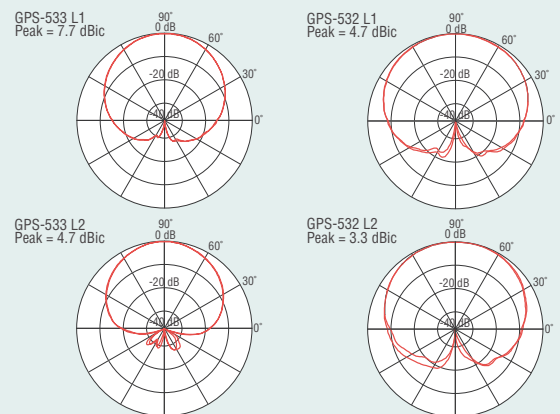 GPS-533 L1
Peak = 7.7 dBic
90°
0 dB
60°
30°
-20 dB
-40 dB
0°
GPS-532 L1
Peak = 4.7 dBic
90°
0 dB
60°
30°
-20 dB
-40 dB
0°
GPS-533 L2
Peak = 4.7 dBic
90°
0 dB
60°
30°
-20 dB
-40 dB
0°
GPS-532 L2
Peak = 3.3 dBic
90°
0 dB
60°
30°
-20 dB
-40 dB
0°